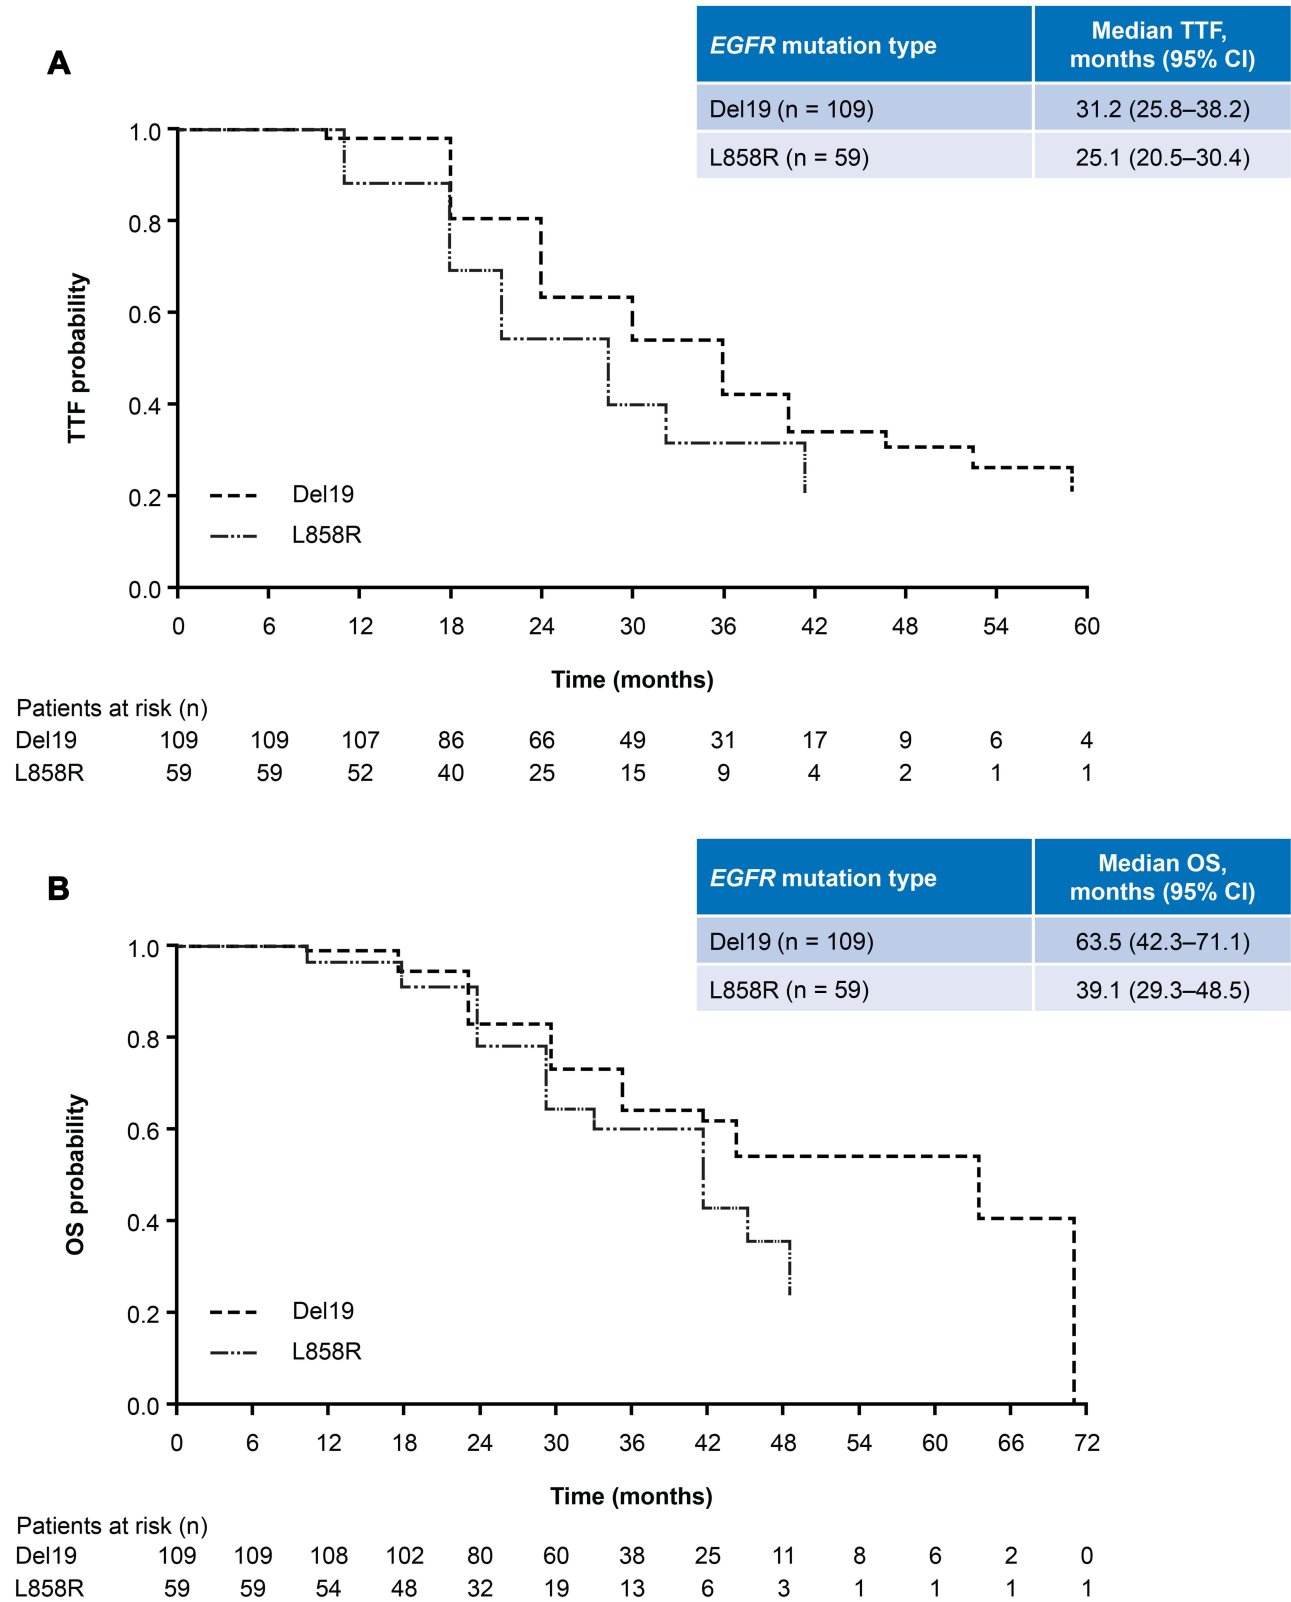 A
EGFR mutation type
Median TTF,
months (95% CI)
Del19 (n = 109)
31.2 (25.8–38.2)
L858R (n = 59)
25.1 (20.5–30.4)
TTF probability
1.0
0.8
0.6
0.4
0.2
0.0
Del19
L858R
0 6 12 18 24 30 36 42 48 54 60
Time (months)
Patients at risk (n)
Del19 109 109 107 86 66 49 31 17 9 6 4
L858R 59 59 52 40 25 15 9 4 2 1 1
B
EGFR mutation type
Median OS,
months (95% CI)
Del19 (n = 109)
63.5 (42.3–71.1)
L858R (n = 59)
39.1 (29.3–48.5)
OS probability
1.0
0.8
0.6
0.4
0.2
0.0
Del19
L858R
0 6 12 18 24 30 36 42 48 54 60 66 72
Time (months)
Patients at risk (n)
Del19 109 109 108 102 80 60 38 25 11 8 6 2 0
L858R 59 59 54 48 32 19 13 6 3 1 1 1 1